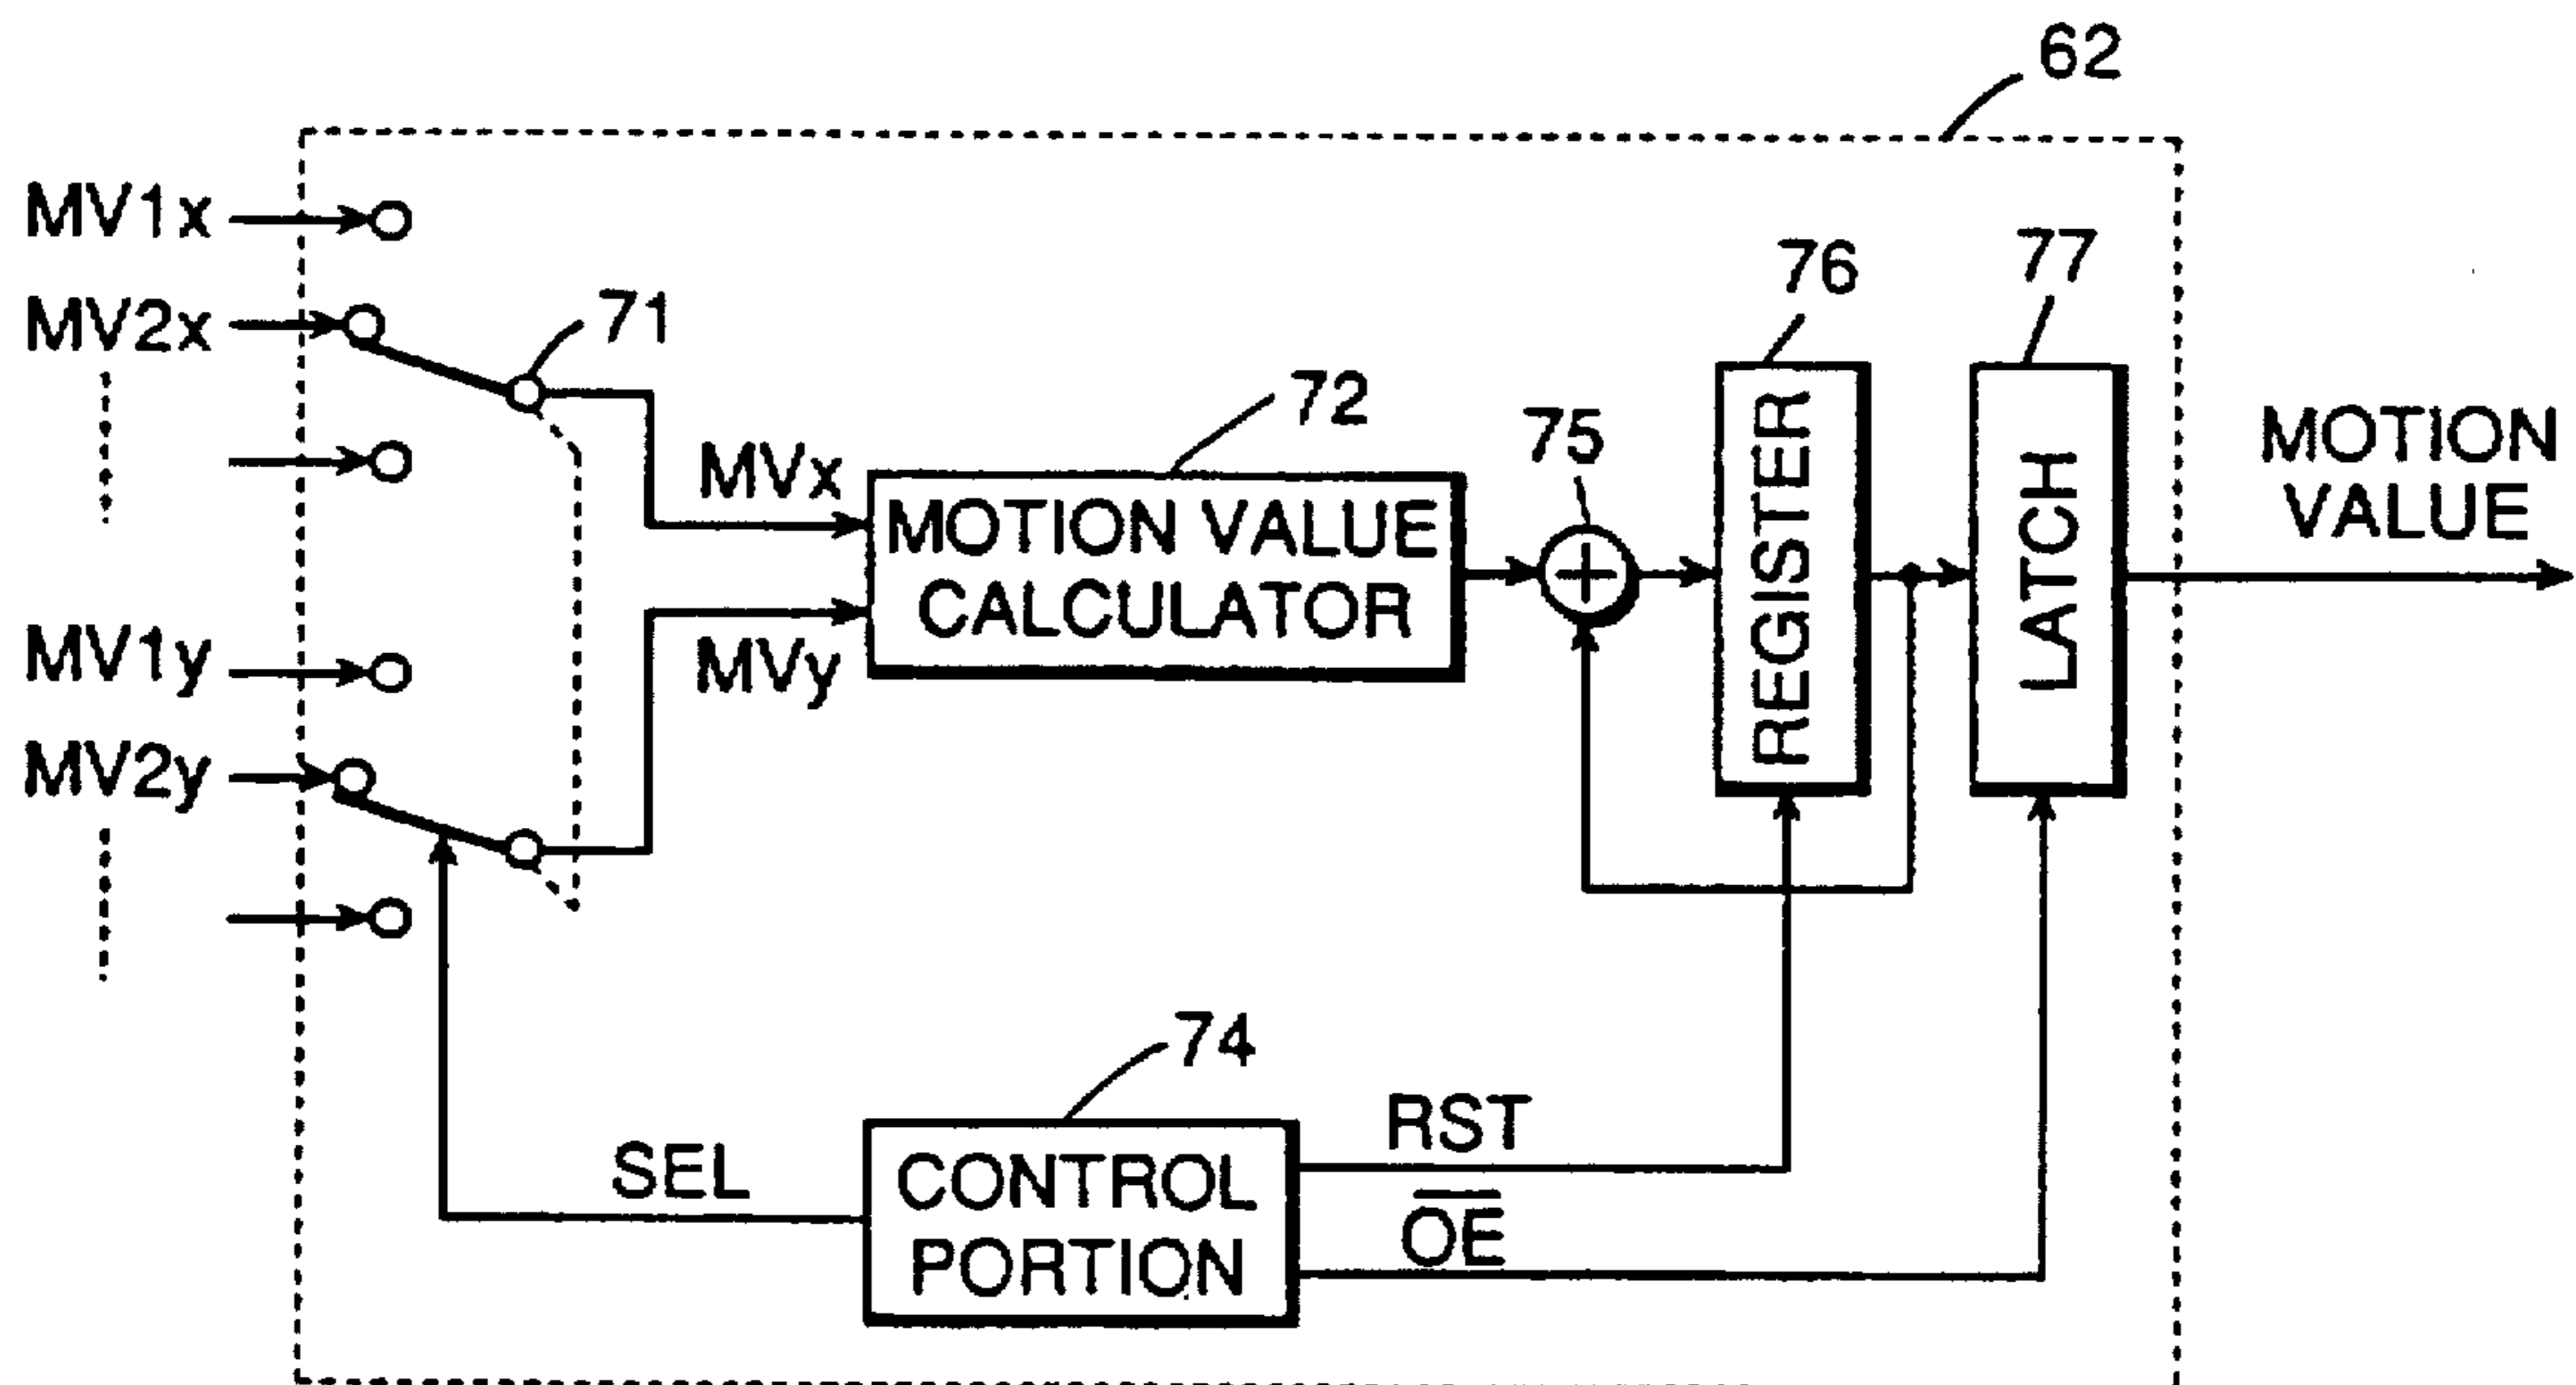 62
MV1x
MV2x
71
76
77
72
75
MVx
MOTION VALUE
CALCULATOR
MVy
REGISTER
LATCH
MOTION
VALUE
MV1y
MV2y
74
SEL
CONTROL
PORTION
RST
O̅E̅